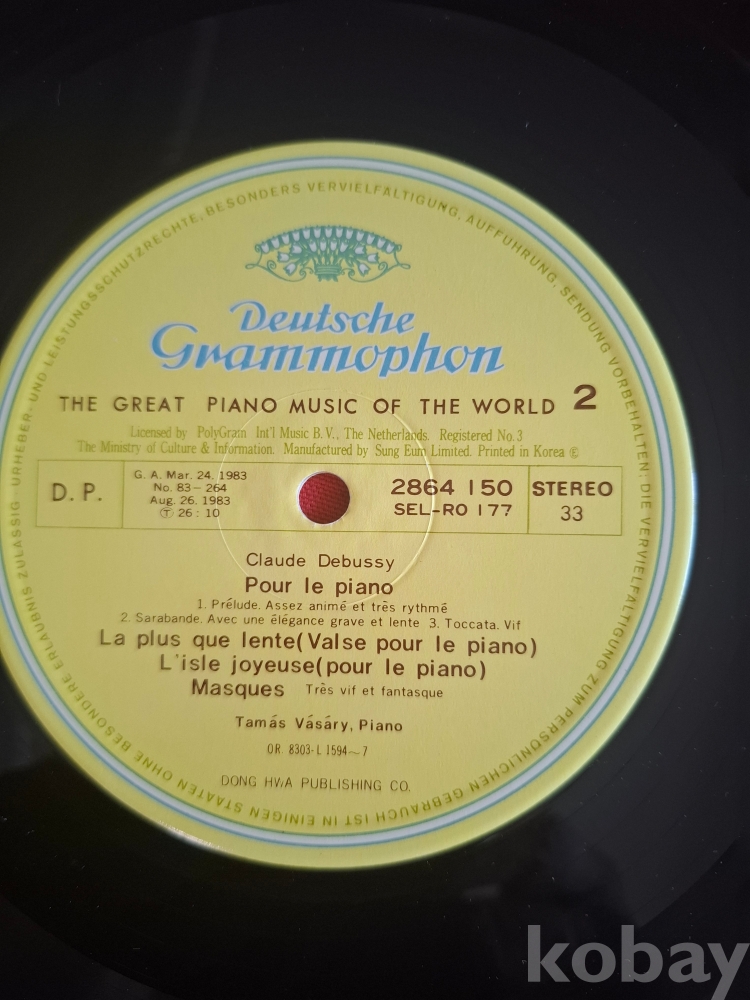 URHEBER- UND LEISTUNGSSCHUTZRECHTE, BESONDERS VERVIELFÄLTIGUNG, AUFFÜHRUNG, SENDUNG VORBEHALTEN; DIE VERVIELFÄLTIGUNG ZUM PERSÖNLICHEN GEBRAUCH IST IN EINIGEN STAATEN OHNE BESONDERE ERLAUBNIS ZULÄSSIG
Deutsche
Grammophon
THE GREAT PIANO MUSIC OF THE WORLD 2
Licensed by PolyGram Int'l Music B.V., The Netherlands. Registered No.3
The Ministry of Culture & Information. Manufactured by Sung Eum Limited. Printed in Korea Ⓟ
D.P.
G. A. Mar. 24. 1983
No. 83-264
Aug. 26. 1983
Ⓣ 26:10
2864 150
SEL-RO 177
STEREO
33
Claude Debussy
Pour le piano
1. Prélude. Assez animé et très rythmé
2. Sarabande. Avec une élégance grave et lente 3. Toccata. Vif
La plus que lente(Valse pour le piano)
L'isle joyeuse(pour le piano)
Masques Très vif et fantasque
Tamás Vásáry, Piano
OR. 8303-L 1594~7
DONG HWA PUBLISHING CO.
kobay